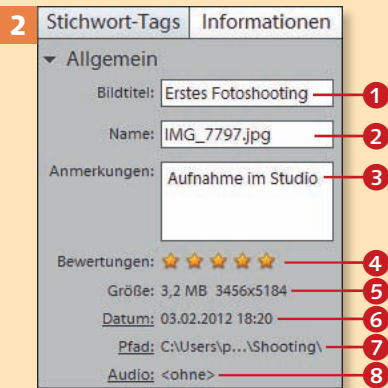 2 Stichwort-Tags Informationen
Allgemein
Bildtitel: Erstes Fotoshooting 1
Name: IMG_7797.jpg 2
Anmerkungen: Aufnahme im Studio 3
Bewertungen: 4
Größe: 3,2 MB 3456x5184 5
Datum: 03.02.2012 18:20 6
Pfad: C:\Users\p...\Shooting\ 7
Audio: <ohne> 8